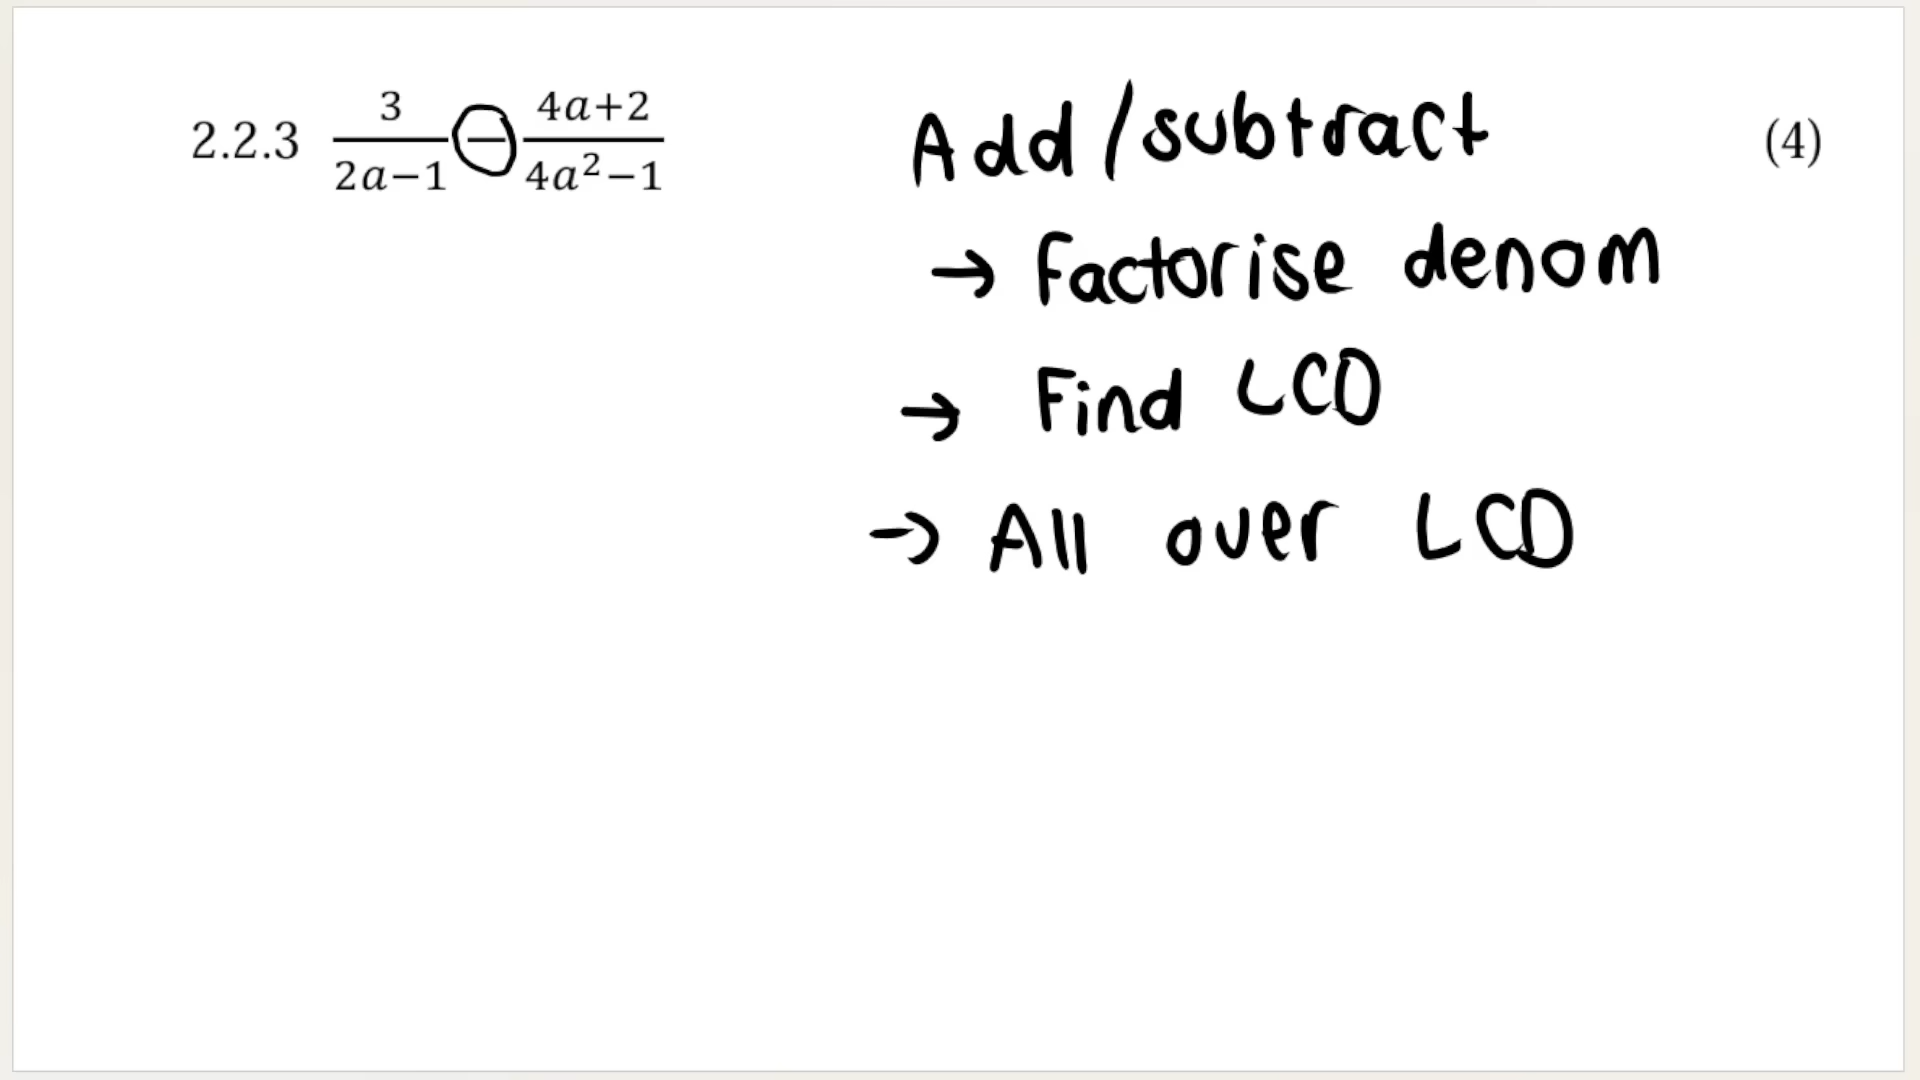 2.2.3 3/(2a−1) − (4a+2)/(4a²−1) (4)
Add/subtract
→ Factorise denom
→ Find LCD
→ All over LCD